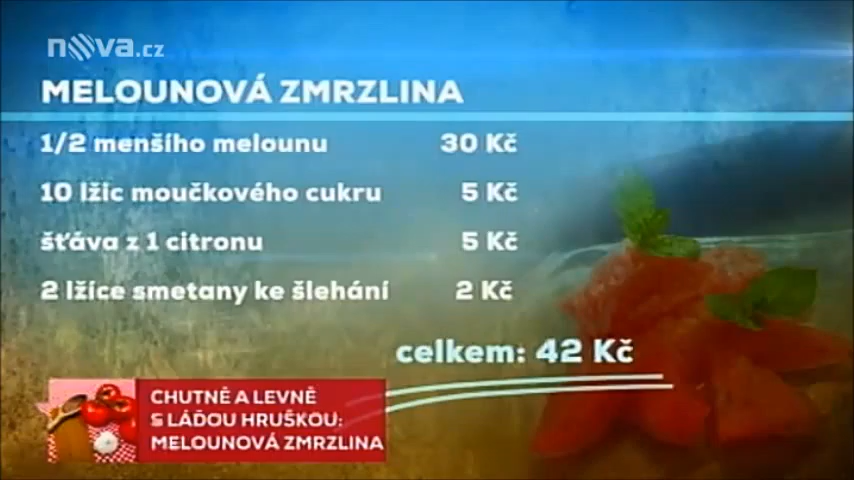 nova.cz
MELOUNOVÁ ZMRZLINA
1/2 menšího melounu 30 Kč
10 lžic moučkového cukru 5 Kč
šťáva z 1 citronu 5 Kč
2 lžíce smetany ke šlehání 2 Kč
celkem: 42 Kč
CHUTNĚ A LEVNĚ
S LÁĎOU HRUŠKOU:
MELOUNOVÁ ZMRZLINA